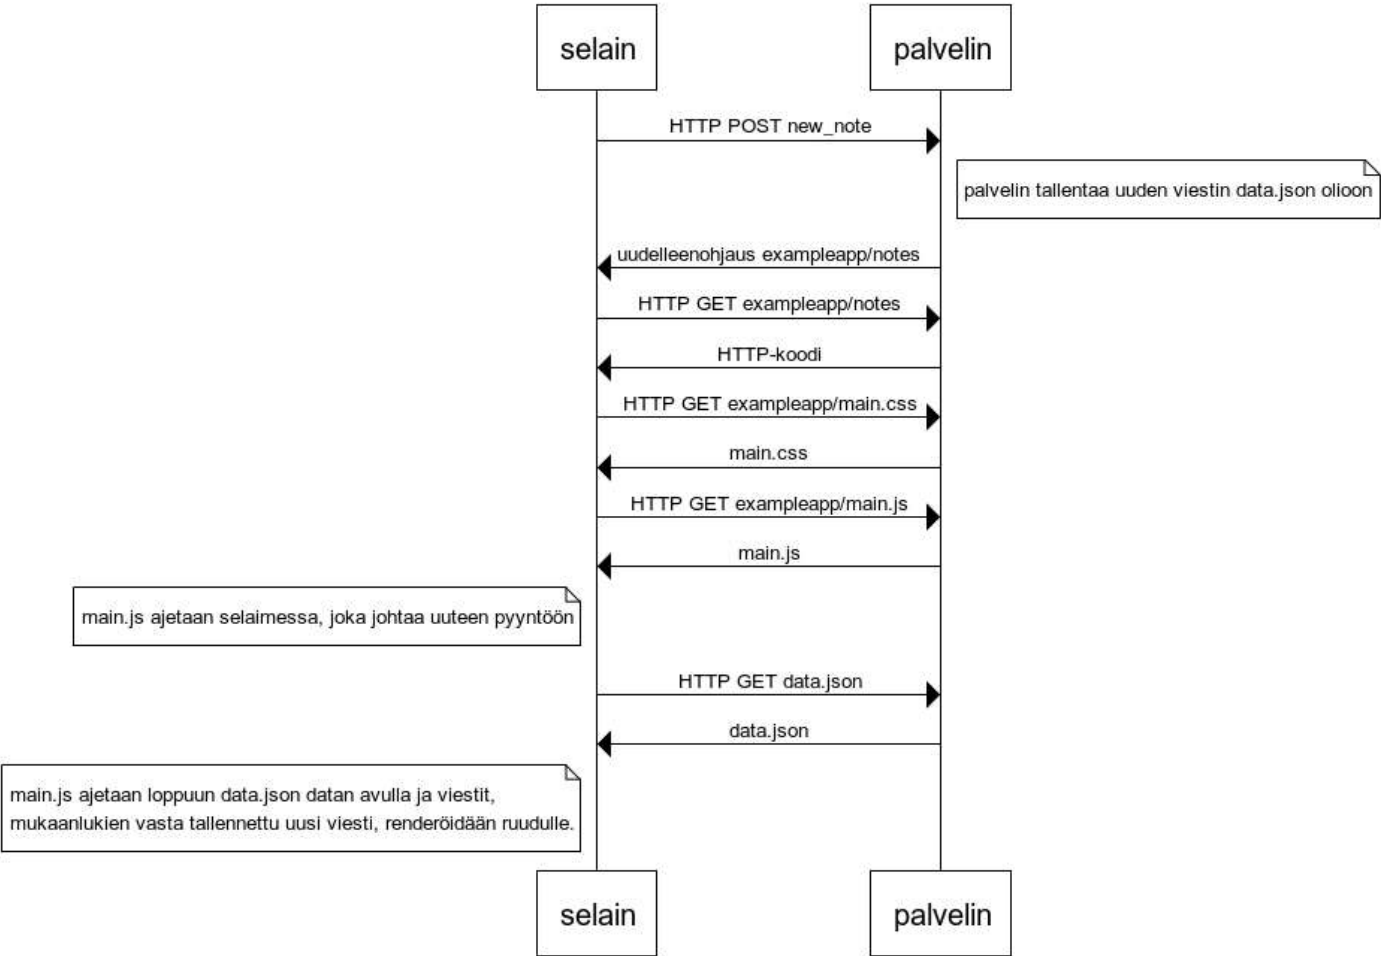 selain
palvelin
HTTP POST new_note
palvelin tallentaa uuden viestin data.json olioon
uudelleenohjaus exampleapp/notes
HTTP GET exampleapp/notes
HTTP-koodi
HTTP GET exampleapp/main.css
main.css
HTTP GET exampleapp/main.js
main.js
main.js ajetaan selaimessa, joka johtaa uuteen pyyntöön
HTTP GET data.json
data.json
main.js ajetaan loppuun data.json datan avulla ja viestit,
mukaanlukien vasta tallennettu uusi viesti, renderöidään ruudulle.
selain
palvelin